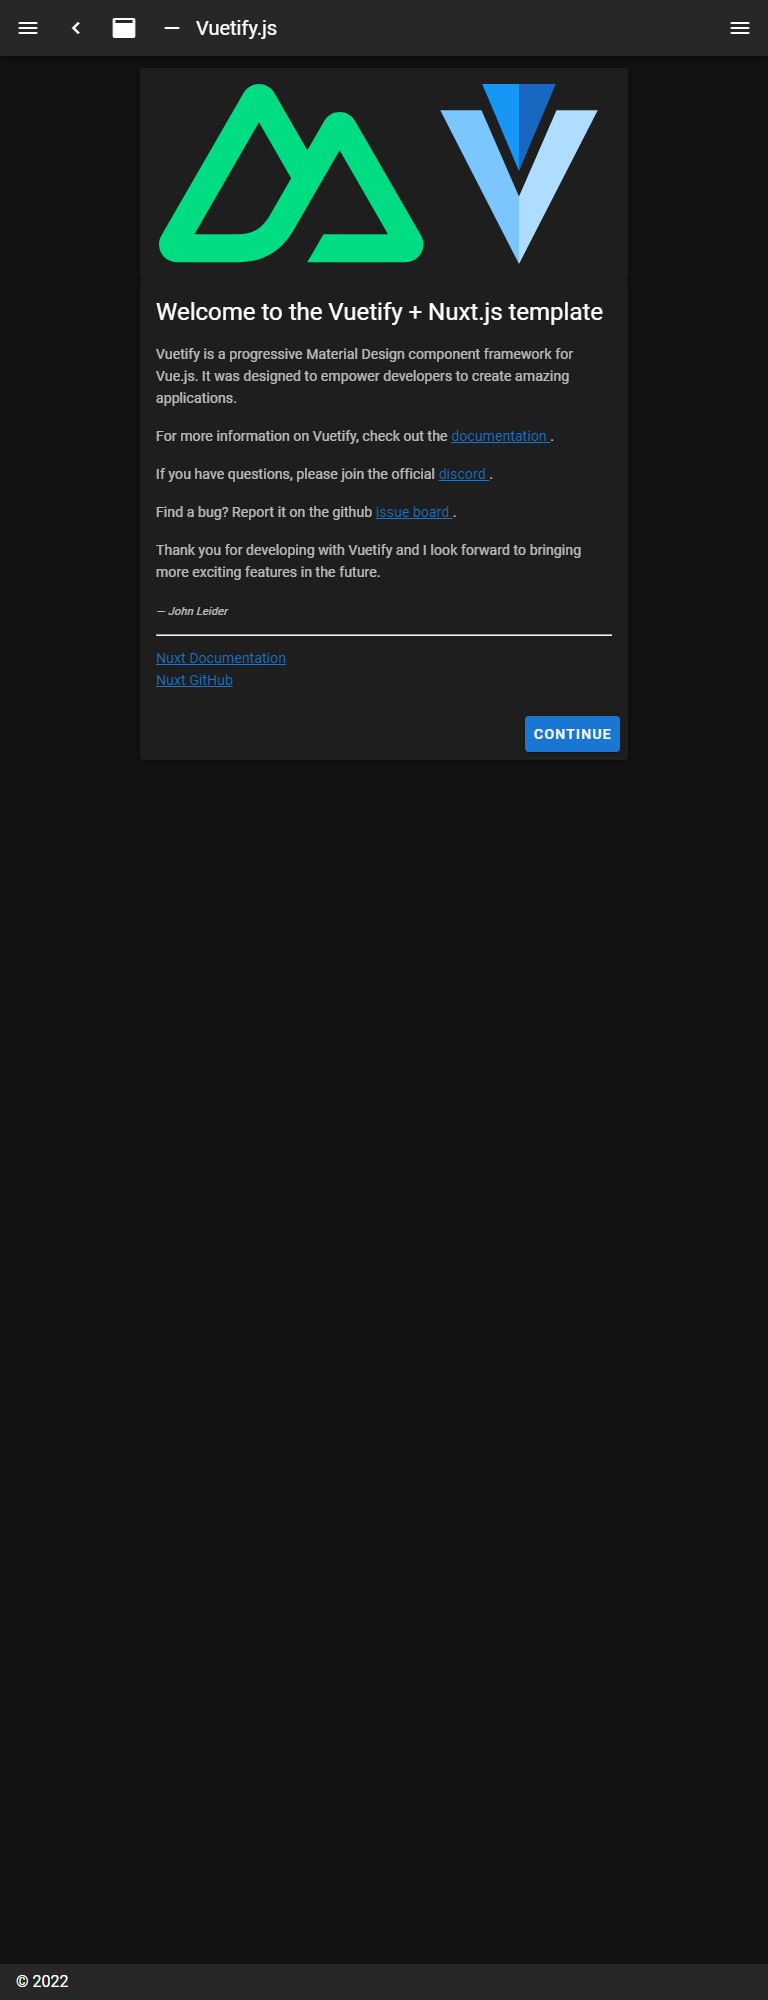 Vuetify.js
Welcome to the Vuetify + Nuxt.js template
Vuetify is a progressive Material Design component framework for
Vue.js. It was designed to empower developers to create amazing
applications.
For more information on Vuetify, check out the documentation .
If you have questions, please join the official discord .
Find a bug? Report it on the github issue board .
Thank you for developing with Vuetify and I look forward to bringing
more exciting features in the future.
— John Leider
Nuxt Documentation
Nuxt GitHub
CONTINUE
© 2022